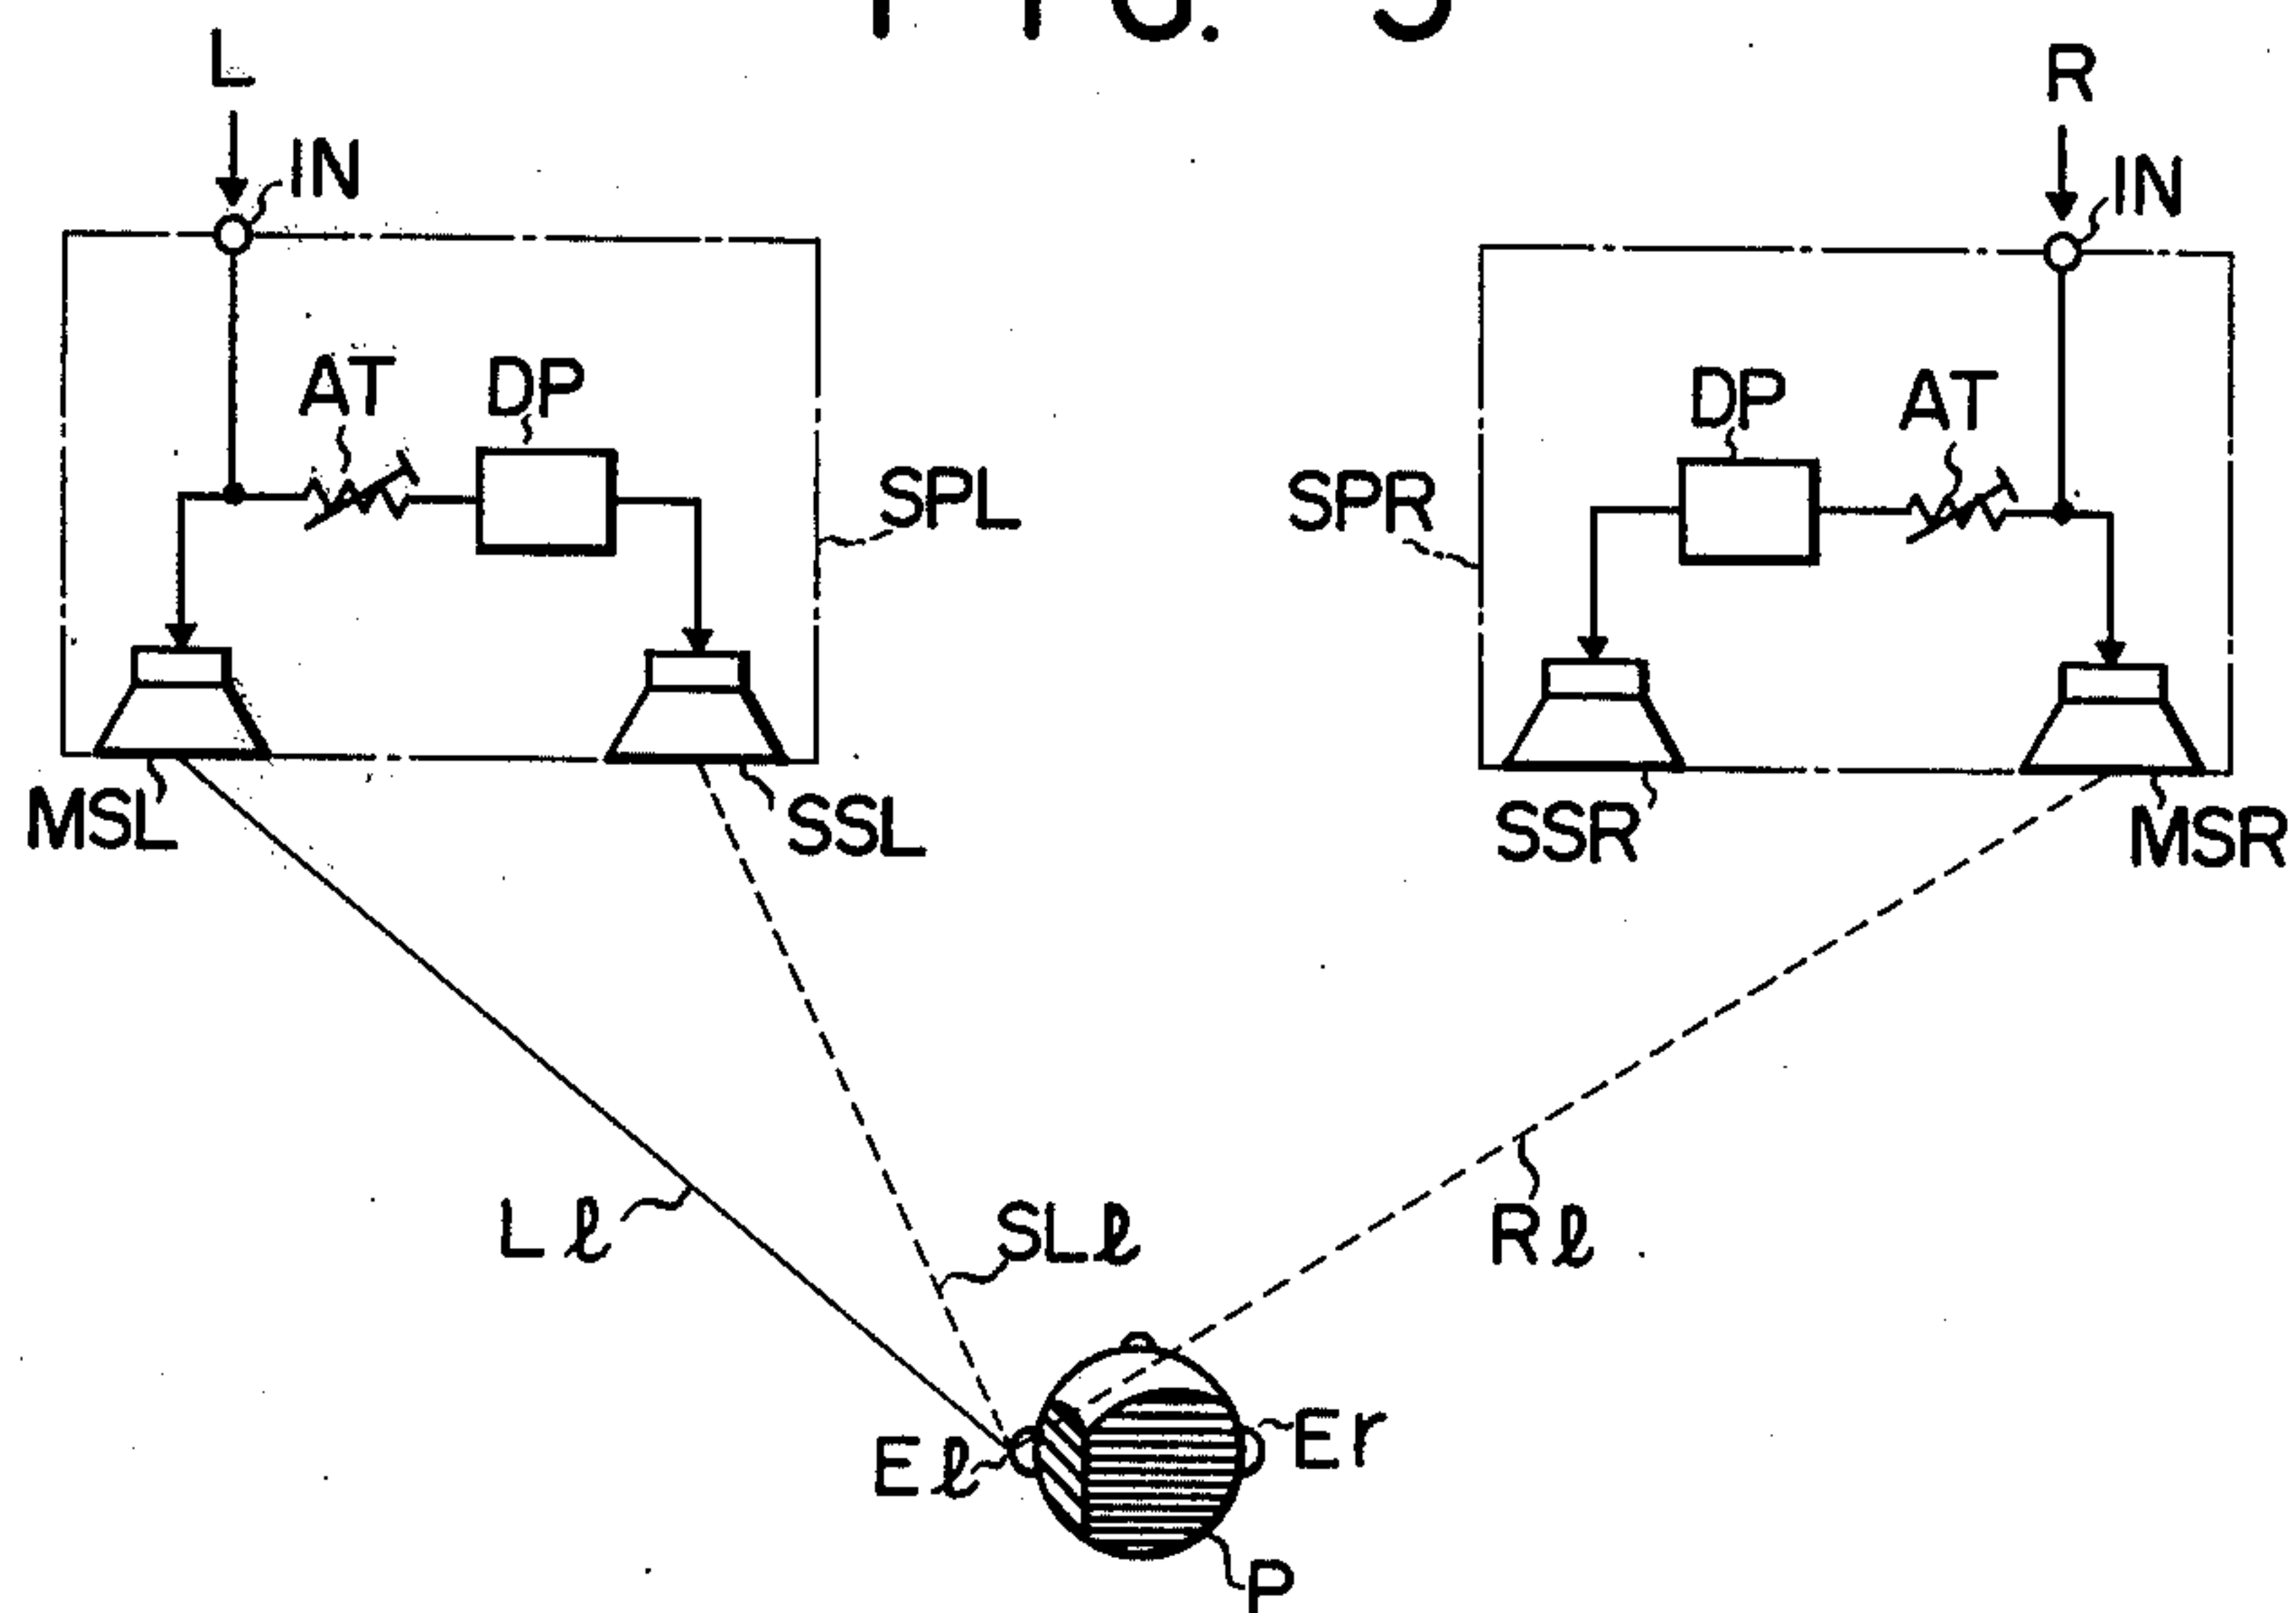 L
R
IN
IN
AT
DP
DP
AT
SPL
SPR
MSL
SSL
SSR
MSR
Lℓ
SLℓ
Rℓ
Eℓ
Er
P